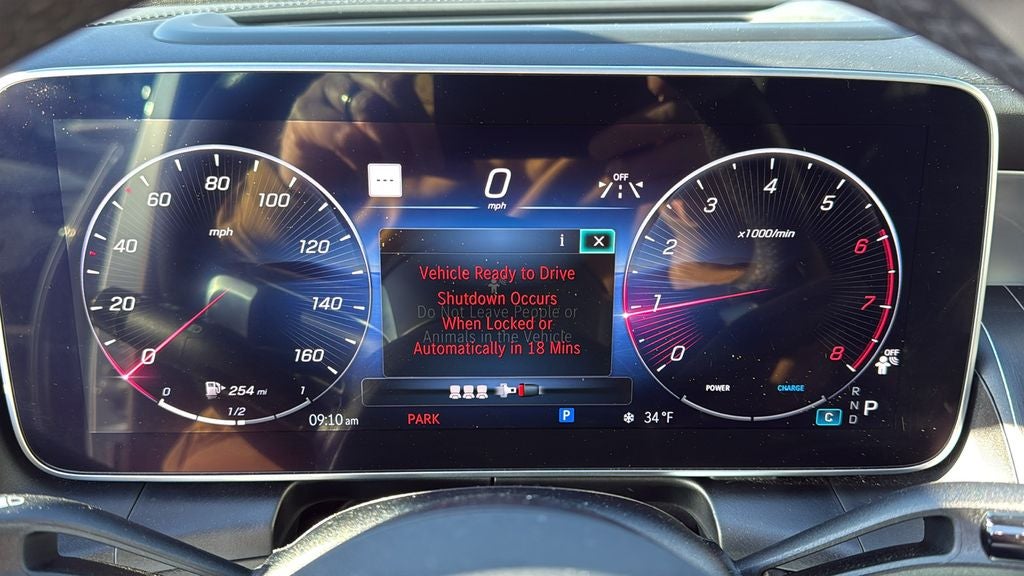 80
60
100
mph
40
120
20
140
0
160
0
254 mi
1
1/2
09:10 am
---
0
mph
OFF
i
Vehicle Ready to Drive
Shutdown Occurs
Do Not Leave People or
When Locked or
Animals in the Vehicle
Automatically in 18 Mins
PARK
P
34 °F
4
3
5
x1000/min
2
6
1
7
0
8
OFF
POWER
CHARGE
R
N
P
D
C